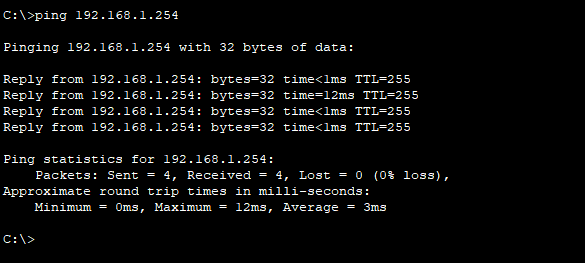 C:\>ping 192.168.1.254
Pinging 192.168.1.254 with 32 bytes of data:
Reply from 192.168.1.254: bytes=32 time<1ms TTL=255
Reply from 192.168.1.254: bytes=32 time=12ms TTL=255
Reply from 192.168.1.254: bytes=32 time<1ms TTL=255
Reply from 192.168.1.254: bytes=32 time<1ms TTL=255
Ping statistics for 192.168.1.254:
    Packets: Sent = 4, Received = 4, Lost = 0 (0% loss),
Approximate round trip times in milli-seconds:
    Minimum = 0ms, Maximum = 12ms, Average = 3ms
C:\>